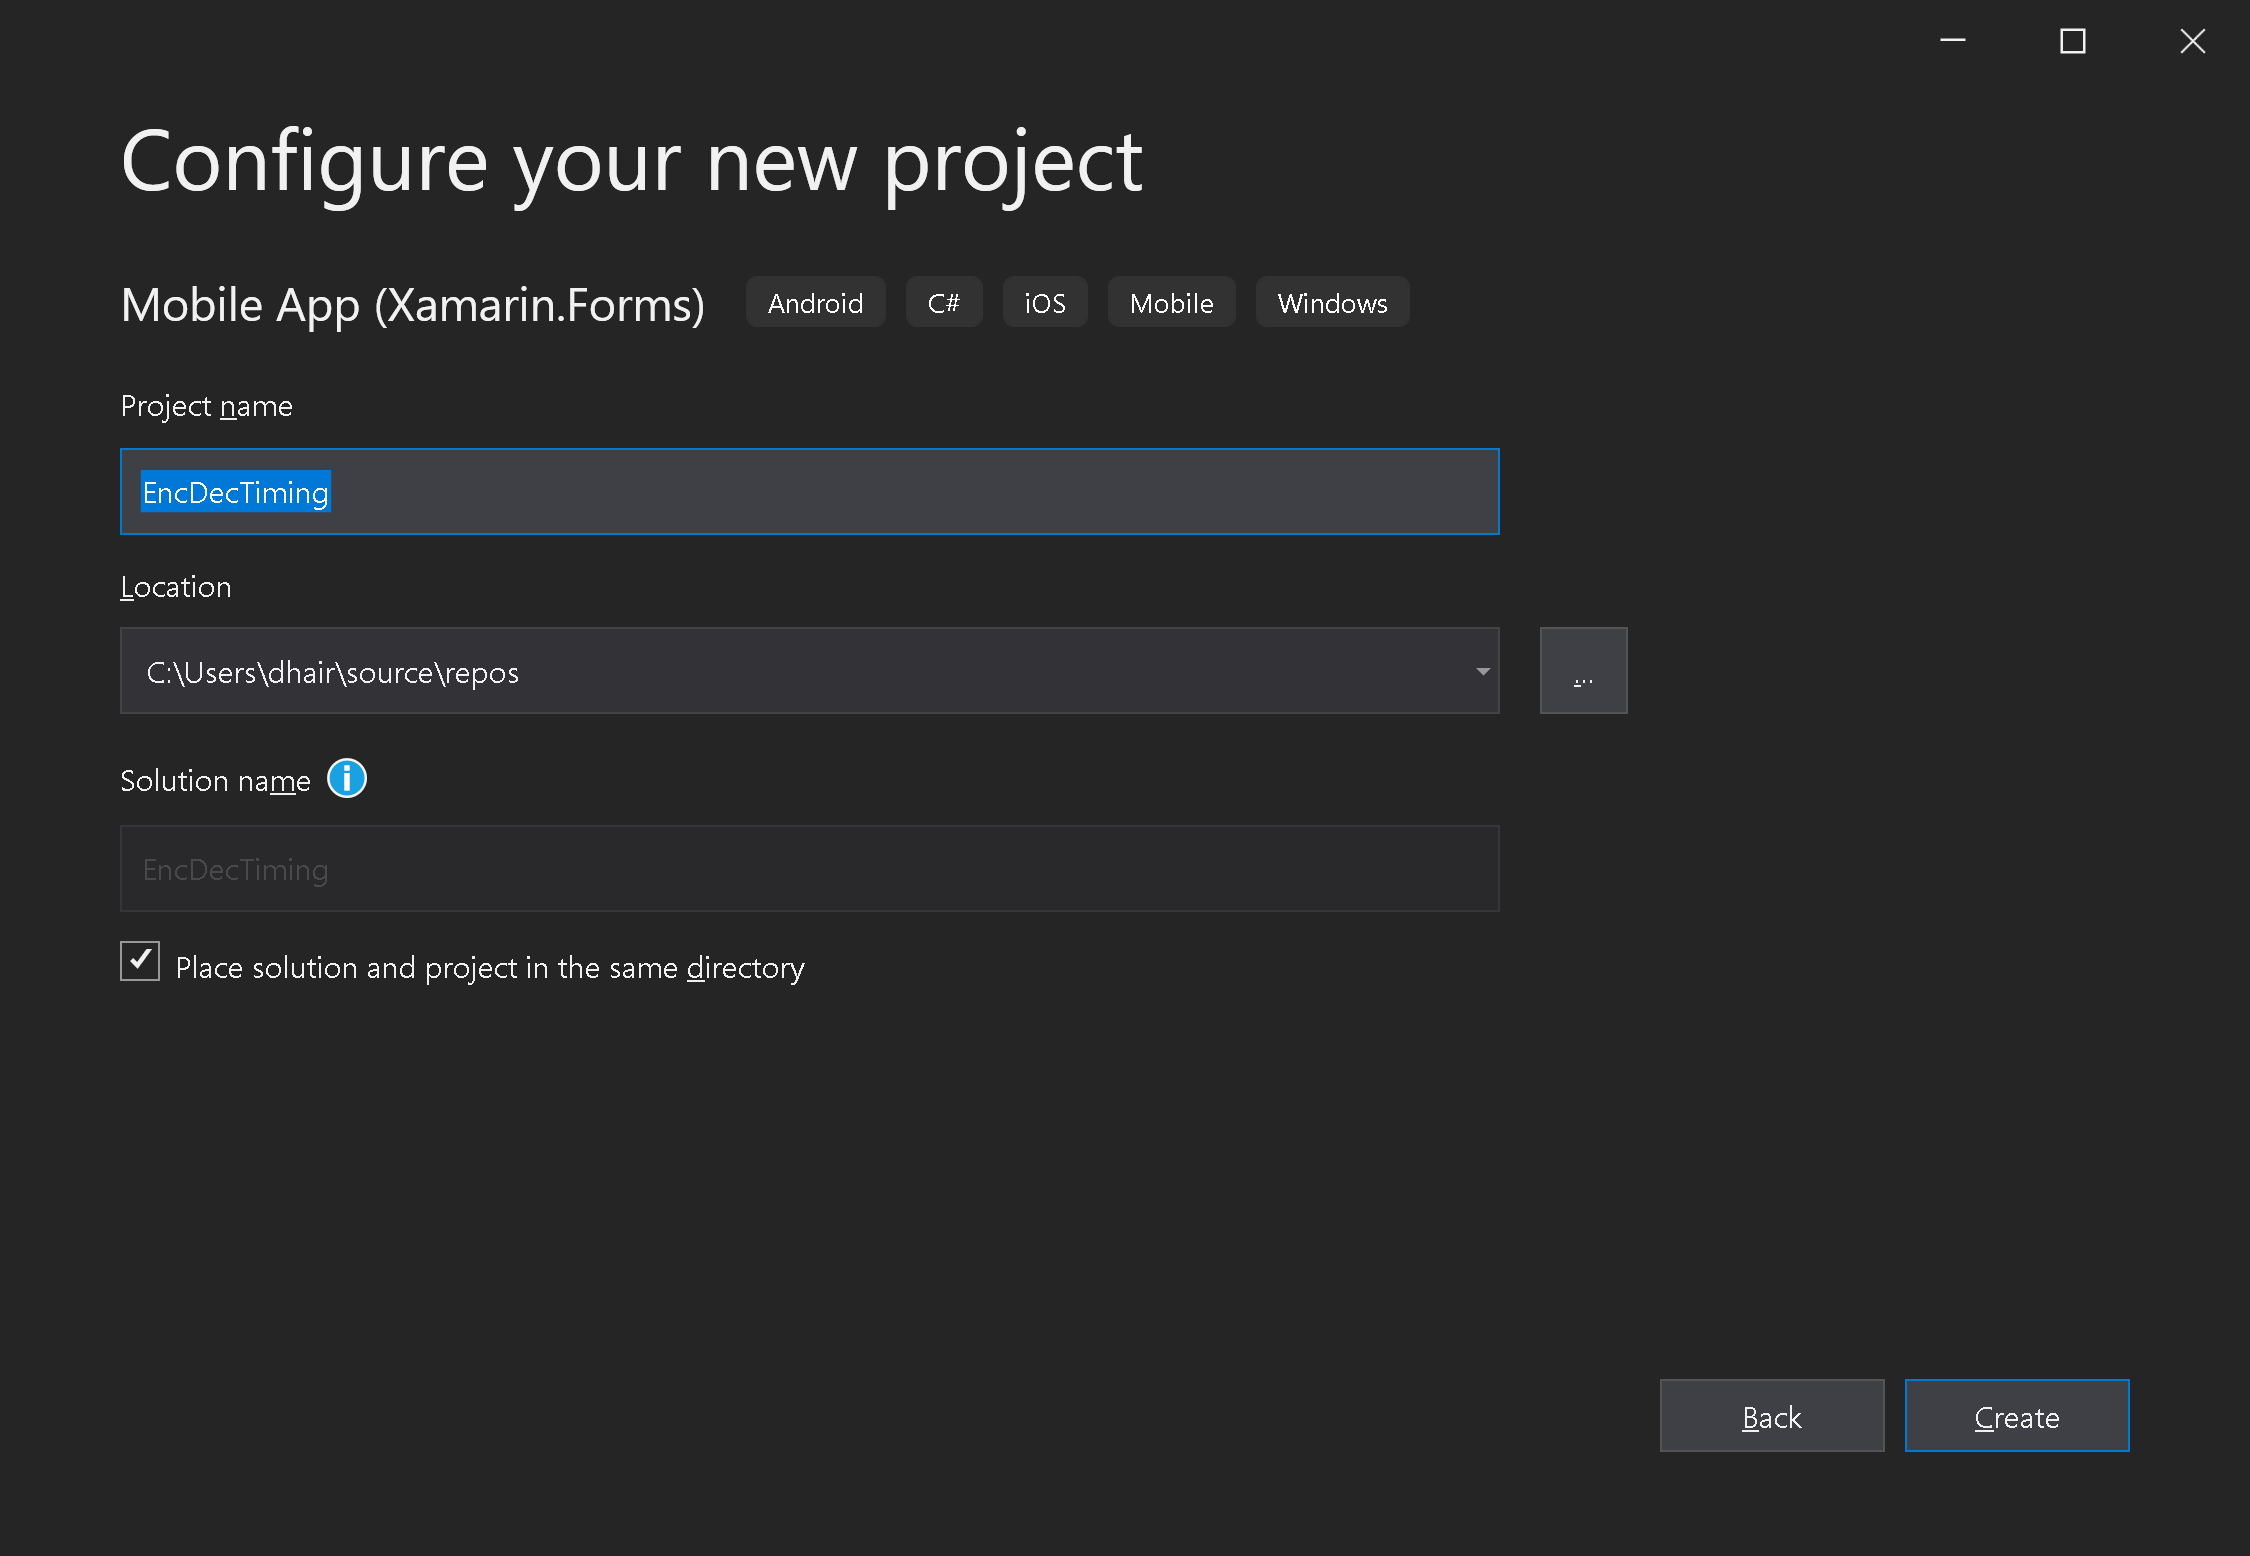 Configure your new project
Mobile App (Xamarin.Forms) Android C# iOS Mobile Windows
Project name
EncDecTiming
Location
C:\Users\dhair\source\repos
...
Solution name
EncDecTiming
Place solution and project in the same directory
Back Create